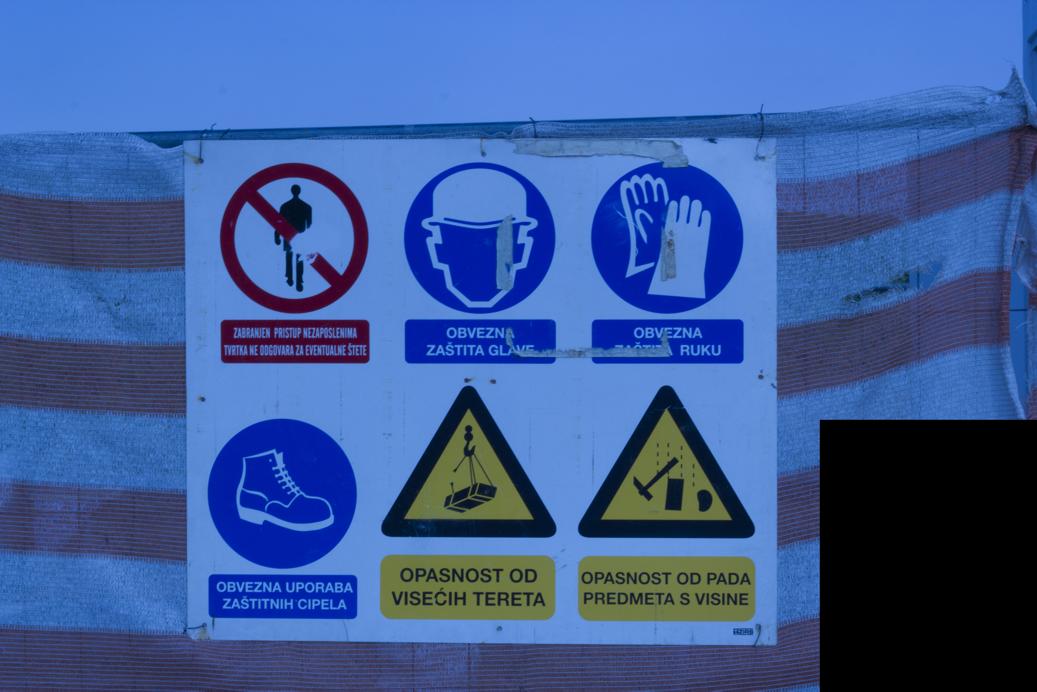 ZABRANJEN PRISTUP NEZAPOSLENIMA
TVRTKA NE ODGOVARA ZA EVENTUALNE ŠTETE
OBVEZNA
ZAŠTITA GLAVE
OBVEZNA
ZAŠTITA RUKU
OBVEZNA UPORABA
ZAŠTITNIH CIPELA
OPASNOST OD
VISEĆIH TERETA
OPASNOST OD PADA
PREDMETA S VISINE